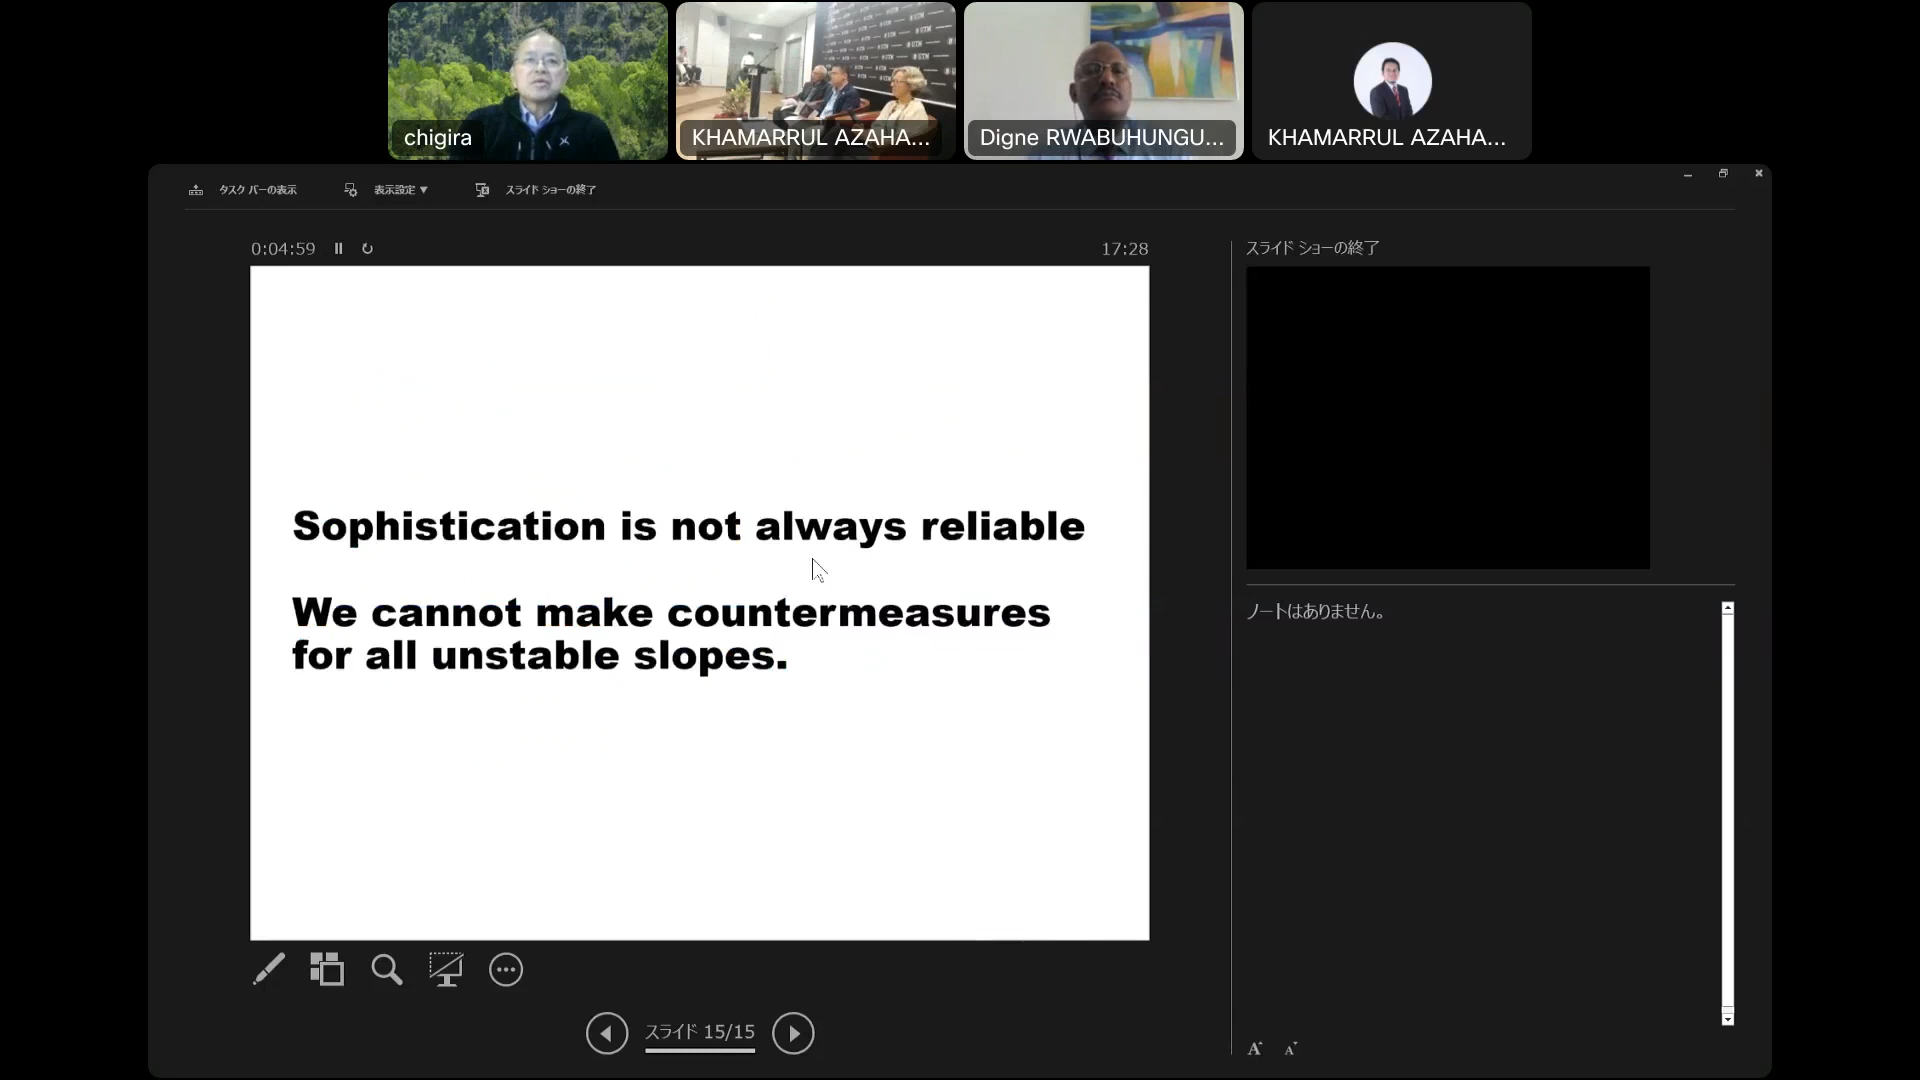 chigira
KHAMARRUL AZAHA...
Digne RWABUHUNGU...
KHAMARRUL AZAHA...
タスク バーの表示
表示設定 ▼
スライド ショーの終了
0:04:59
17:28
スライド ショーの終了
Sophistication is not always reliable
We cannot make countermeasures
for all unstable slopes.
ノートはありません。
スライド 15/15
A A